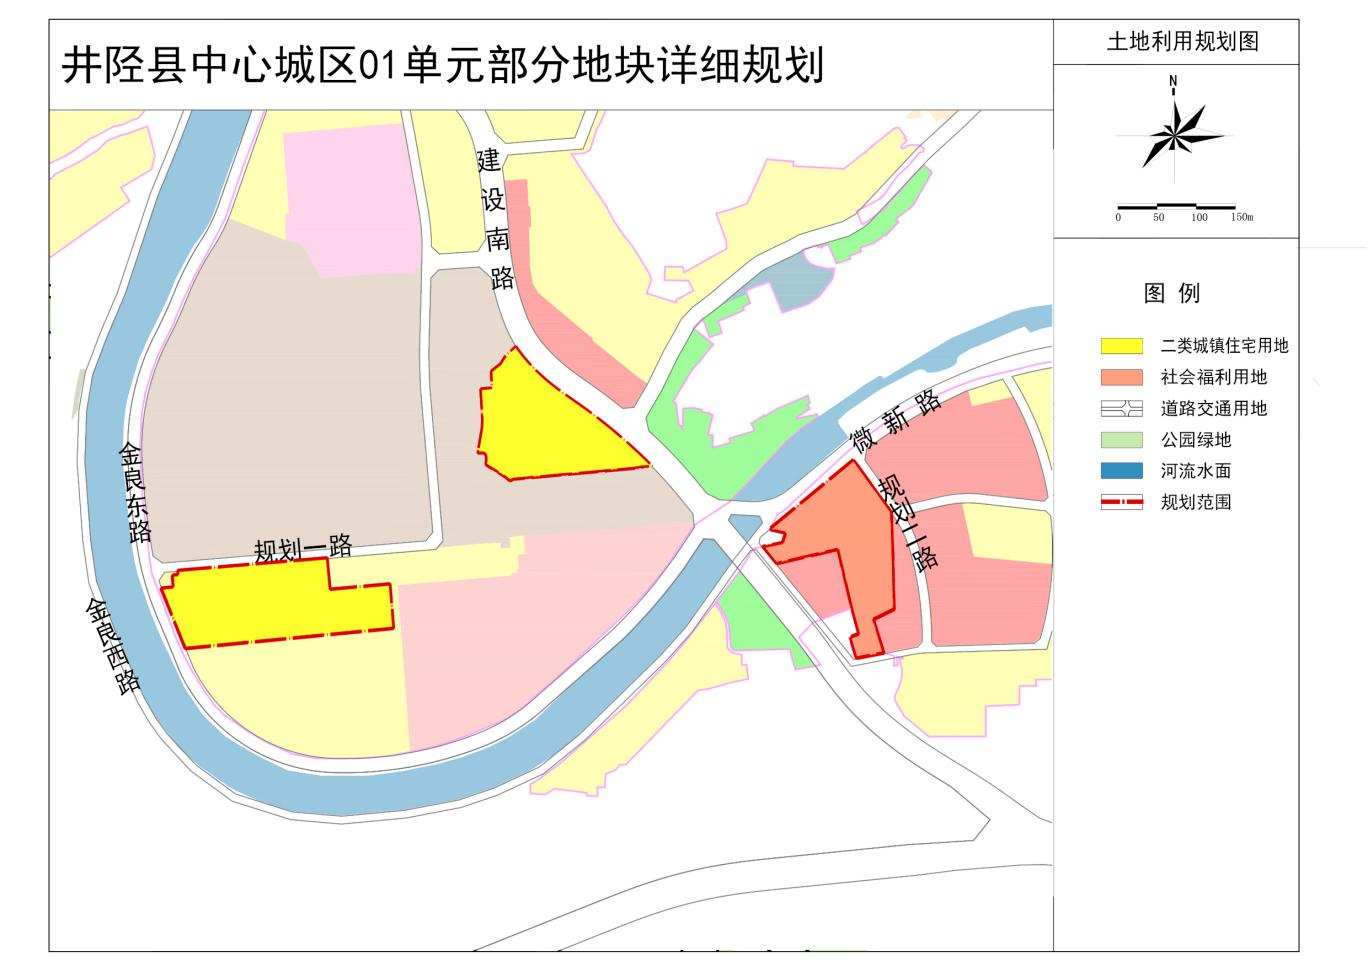 井陉县中心城区01单元部分地块详细规划
土地利用规划图
N
0 50 100 150m
图 例
二类城镇住宅用地
社会福利用地
道路交通用地
公园绿地
河流水面
规划范围
建设南路
微新路
规划二路
金良东路
规划一路
金良西路